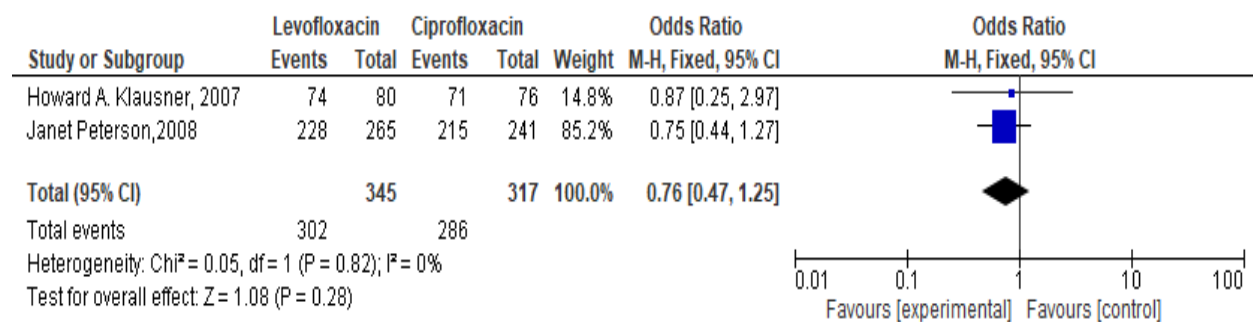 Levofloxacin Ciprofloxacin Odds Ratio Odds Ratio
Study or Subgroup Events Total Events Total Weight M-H, Fixed, 95% CI M-H, Fixed, 95% CI
Howard A. Klausner, 2007 74 80 71 76 14.8% 0.87 [0.25, 2.97]
Janet Peterson,2008 228 265 215 241 85.2% 0.75 [0.44, 1.27]
Total (95% CI) 345 317 100.0% 0.76 [0.47, 1.25]
Total events 302 286
Heterogeneity: Chi² = 0.05, df = 1 (P = 0.82); I² = 0%
Test for overall effect: Z = 1.08 (P = 0.28)
0.01 0.1 1 10 100
Favours [experimental] Favours [control]